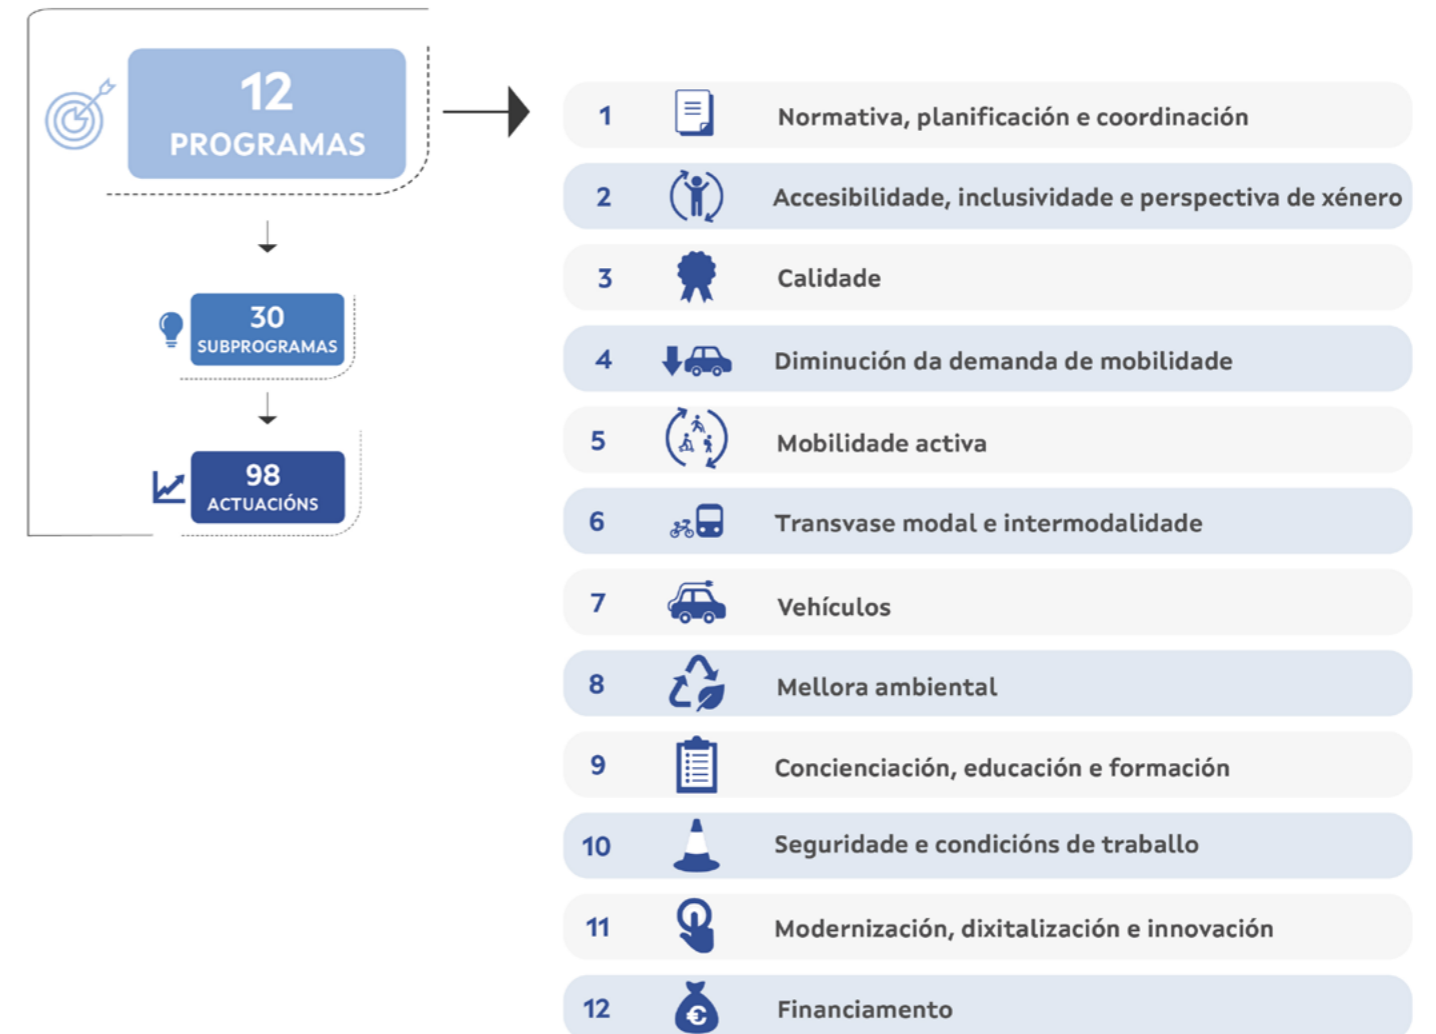 12
PROGRAMAS
30
SUBPROGRAMAS
98
ACTUACIÓNS
1 Normativa, planificación e coordinación
2 Accesibilidade, inclusividade e perspectiva de xénero
3 Calidade
4 Diminución da demanda de mobilidade
5 Mobilidade activa
6 Transvase modal e intermodalidade
7 Vehículos
8 Mellora ambiental
9 Concienciación, educación e formación
10 Seguridade e condicións de traballo
11 Modernización, dixitalización e innovación
12 € Financiamento